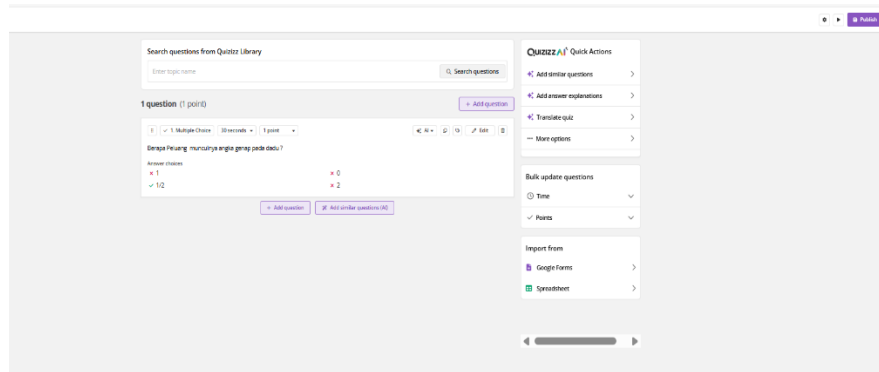 Publish
Search questions from Quizizz Library
Enter topic name
Search questions
1 question (1 point)
+ Add question
1. Multiple Choice 30 seconds 1 point
AI
Edit
Berapa Peluang munculnya angka genap pada dadu ?
Answer choices
1
0
1/2
2
+ Add question
Add similar questions (AI)
QUIZIZZ AI Quick Actions
Add similar questions
Add answer explanations
Translate quiz
More options
Bulk update questions
Time
Points
Import from
Google Forms
Spreadsheet